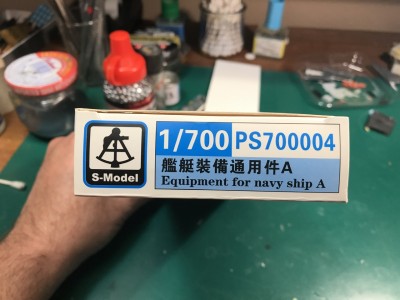 1/700 PS700004
艦艇裝備通用件A
Equipment for navy ship A
S-Model